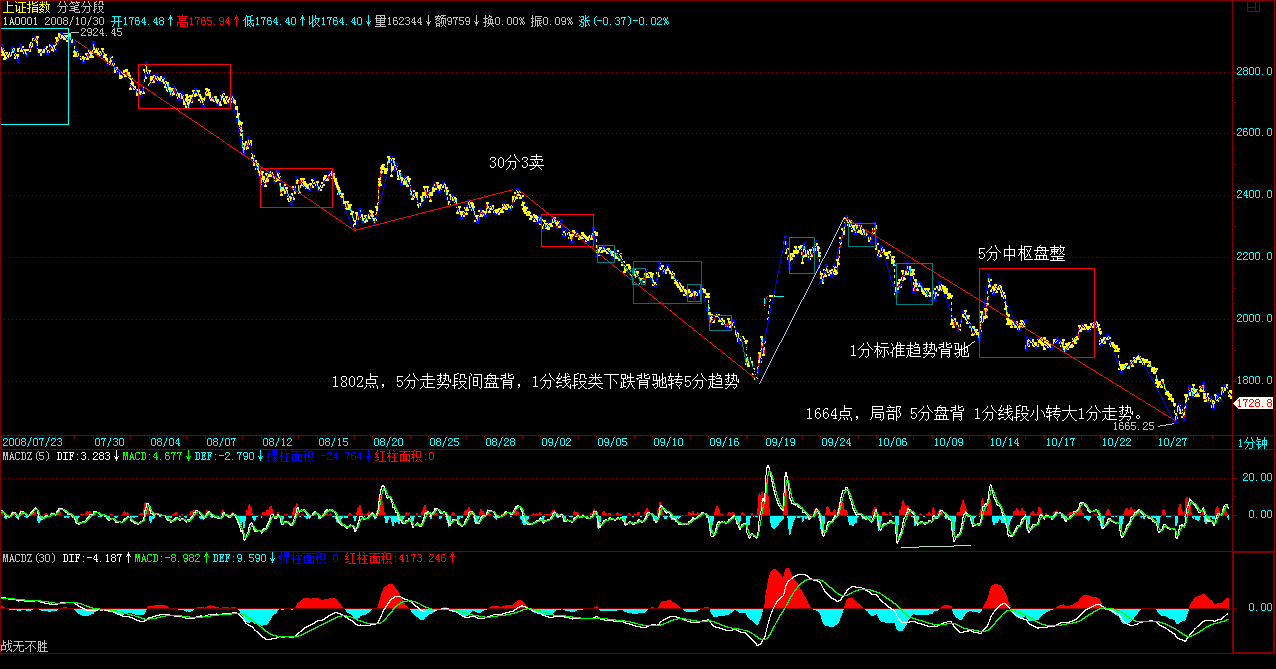 上证指数 分笔分段
1A0001 2008/10/30 开1764.48↑高1765.94↑低1764.40↑收1764.40↓量162344↓额9759↓换0.00% 振0.09% 涨(-0.37)-0.02%
2924.45
2800.0
2600.0
30分3卖
2400.0
2200.0
5分中枢盘整
2000.0
1分标准趋势背驰
1802点，5分走势段间盘背，1分线段类下跌背驰转5分趋势
1800.0
1728.8
1664点，局部 5分盘背 1分线段小转大1分走势。
1665.25
2008/07/23 07/30 08/04 08/07 08/12 08/15 08/20 08/25 08/28 09/02 09/05 09/10 09/16 09/19 09/24 10/06 10/09 10/14 10/17 10/22 10/27 1分钟
MACDZ(5) DIF:3.283↓MACD:4.677↓DEF:-2.790↓绿柱面积:-24.764↓红柱面积:0
20.00
0.00
MACDZ(30) DIF:-4.187↑MACD:-8.982↑DEF:9.590↓绿柱面积:0 红柱面积:4173.246↑
0.00
战无不胜